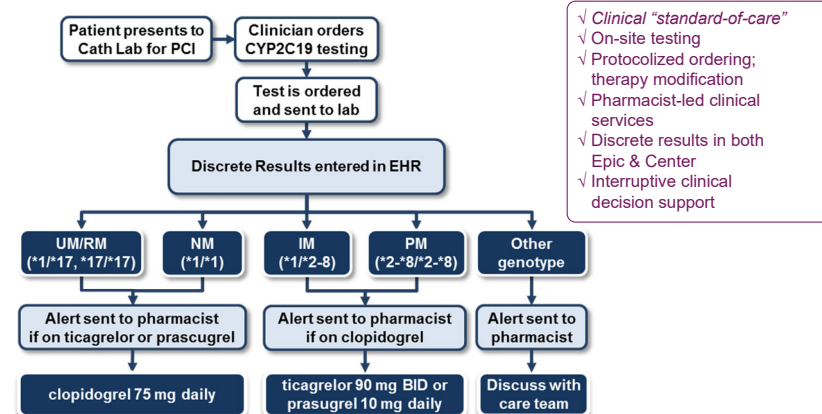 Patient presents to
Cath Lab for PCI
Clinician orders
CYP2C19 testing
Test is ordered
and sent to lab
Discrete Results entered in EHR
UM/RM
(*1/*17, *17/*17)
NM
(*1/*1)
IM
(*1/*2-8)
PM
(*2-*8/*2-*8)
Other
genotype
Alert sent to pharmacist
if on ticagrelor or prascugrel
Alert sent to pharmacist
if on clopidogrel
Alert sent to
pharmacist
clopidogrel 75 mg daily
ticagrelor 90 mg BID or
prasugrel 10 mg daily
Discuss with
care team
√ Clinical “standard-of-care”
√ On-site testing
√ Protocolized ordering;
therapy modification
√ Pharmacist-led clinical
services
√ Discrete results in both
Epic & Center
√ Interruptive clinical
decision support